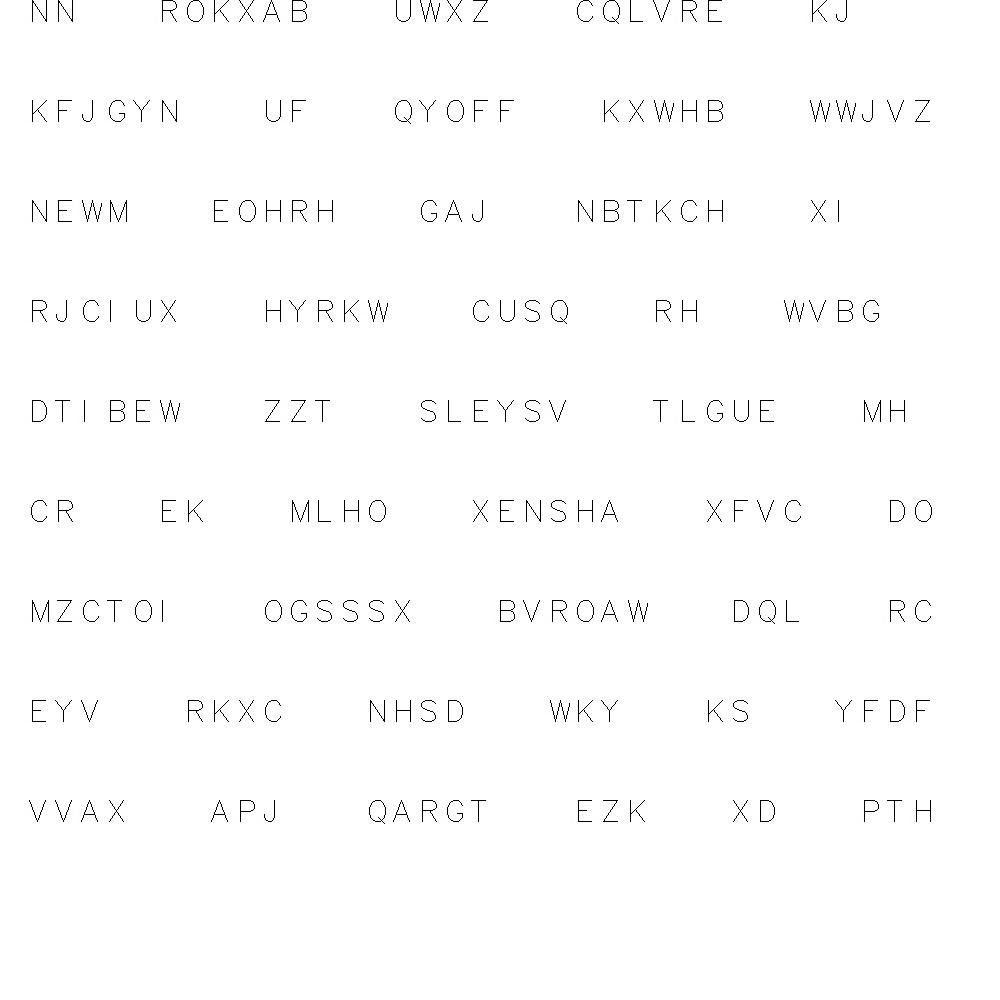 NN ROKXAB UWXZ CQLVRE KJ
KFJGYN UF QYOFF KXWHB WWJVZ
NEWM EOHRH GAJ NBTKCH XI
RJCIUX HYRKW CUSQ RH WVBG
DTIBEW ZZT SLEYSV TLGUE MH
CR EK MLHO XENSHA XFVC DO
MZCTOI OGSSSX BVROAW DQL RC
EYV RKXC NHSD WKY KS YFDF
VVAX APJ QARGT EZK XD PTH